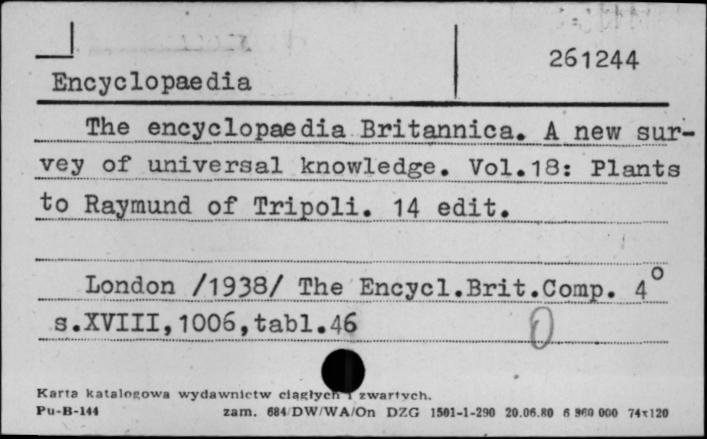 261244
Encyclopaedia
The encyclopaedia Britannica. A new sur-
vey of universal knowledge. Vol.18: Plants
to Raymund of Tripoli. 14 edit.
London /1938/ The Encycl.Brit.Comp. 4°
s.XVIII,1006,tabl.46
0
Karta katalogowa wydawnictw ciągłych i zwartych.
Pu-B-144 zam. 684/DW/WA/On DZG 1501-1-290 20.06.80 6 960 000 74x120